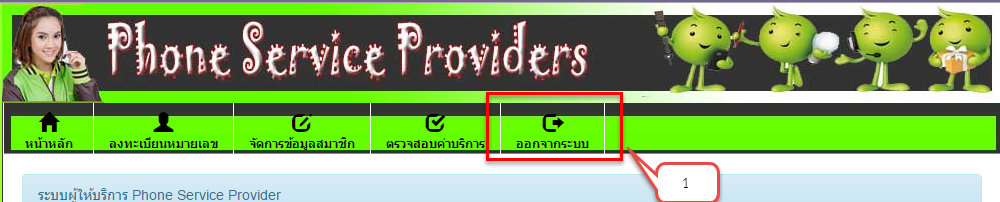 Phone Service Providers
หน้าหลัก ลงทะเบียนหมายเลข จัดการข้อมูลสมาชิก ตรวจสอบค่าบริการ ออกจากระบบ
1
ระบบผู้ให้บริการ Phone Service Provider